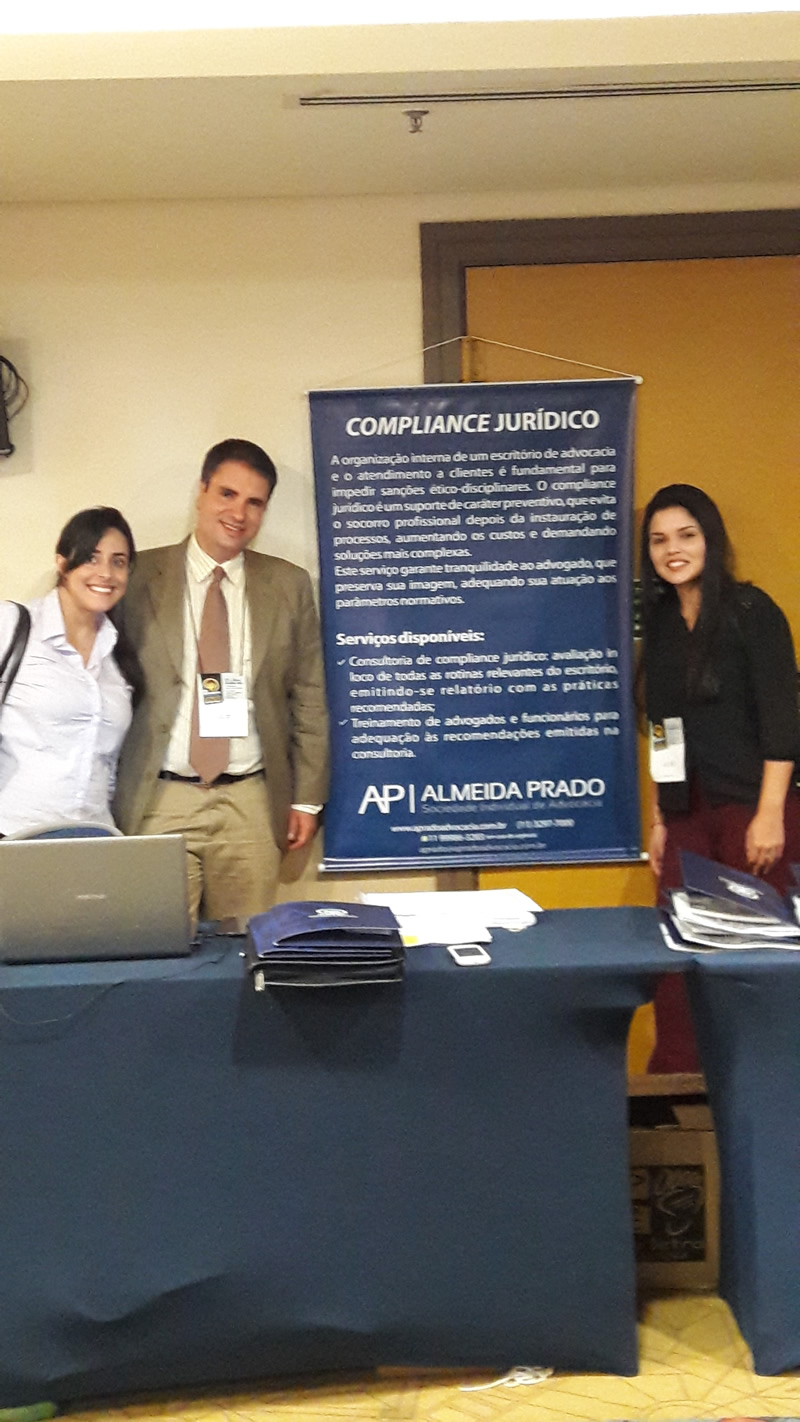 COMPLIANCE JURÍDICO
A organização interna de um escritório de advocacia
e o atendimento a clientes é fundamental para
impedir sanções ético-disciplinares. O compliance
jurídico é um suporte de caráter preventivo, que evita
o socorro profissional depois da instauração de
processos, aumentando os custos e demandando
soluções mais complexas.
Este serviço garante tranquilidade ao advogado, que
preserva sua imagem, adequando sua atuação aos
parâmetros normativos.
Serviços disponíveis:
Consultoria de compliance jurídico: avaliação in
loco de todas as rotinas relevantes do escritório,
emitindo-se relatório com as práticas
recomendadas;
Treinamento de advogados e funcionários para
adequação às recomendações emitidas na
consultoria.
AP | ALMEIDA PRADO
Sociedade Individual de Advocacia
www.apradoadvocacia.com.br